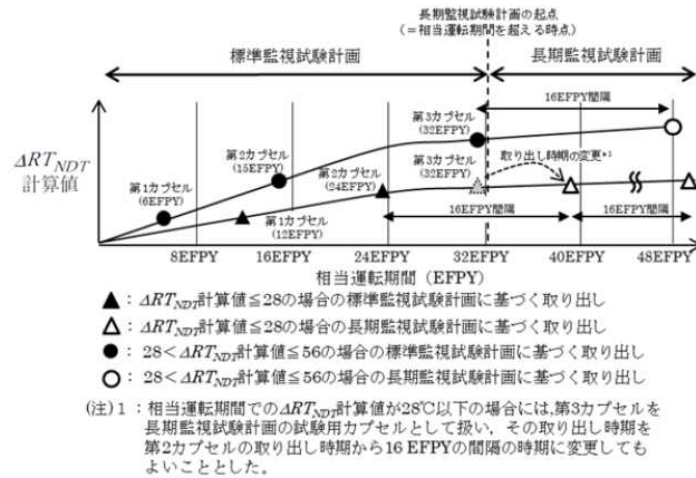 長期監視試験計画の起点
(=相当運転期間を超える時点)
標準監視試験計画
長期監視試験計画
16EFPY間隔
第3カプセル
(32EFPY)
ΔRT_NDT
計算値
第2カプセル
(15EFPY)
第2カプセル
(24EFPY)
第3カプセル
(32EFPY)
取り出し時期の変更*1
第1カプセル
(6EFPY)
第1カプセル
(12EFPY)
16EFPY間隔
16EFPY間隔
8EFPY 16EFPY 24EFPY 32EFPY 40EFPY 48EFPY
相当運転期間(EFPY)
▲:ΔRT_NDT計算値≦28の場合の標準監視試験計画に基づく取り出し
△:ΔRT_NDT計算値≦28の場合の長期監視試験計画に基づく取り出し
●:28<ΔRT_NDT計算値≦56の場合の標準監視試験計画に基づく取り出し
○:28<ΔRT_NDT計算値≦56の場合の長期監視試験計画に基づく取り出し
(注)1:相当運転期間でのΔRT_NDT計算値が28℃以下の場合には,第3カプセルを
長期監視試験計画の試験用カプセルとして扱い,その取り出し時期を
第2カプセルの取り出し時期から16 EFPYの間隔の時期に変更しても
よいこととした。